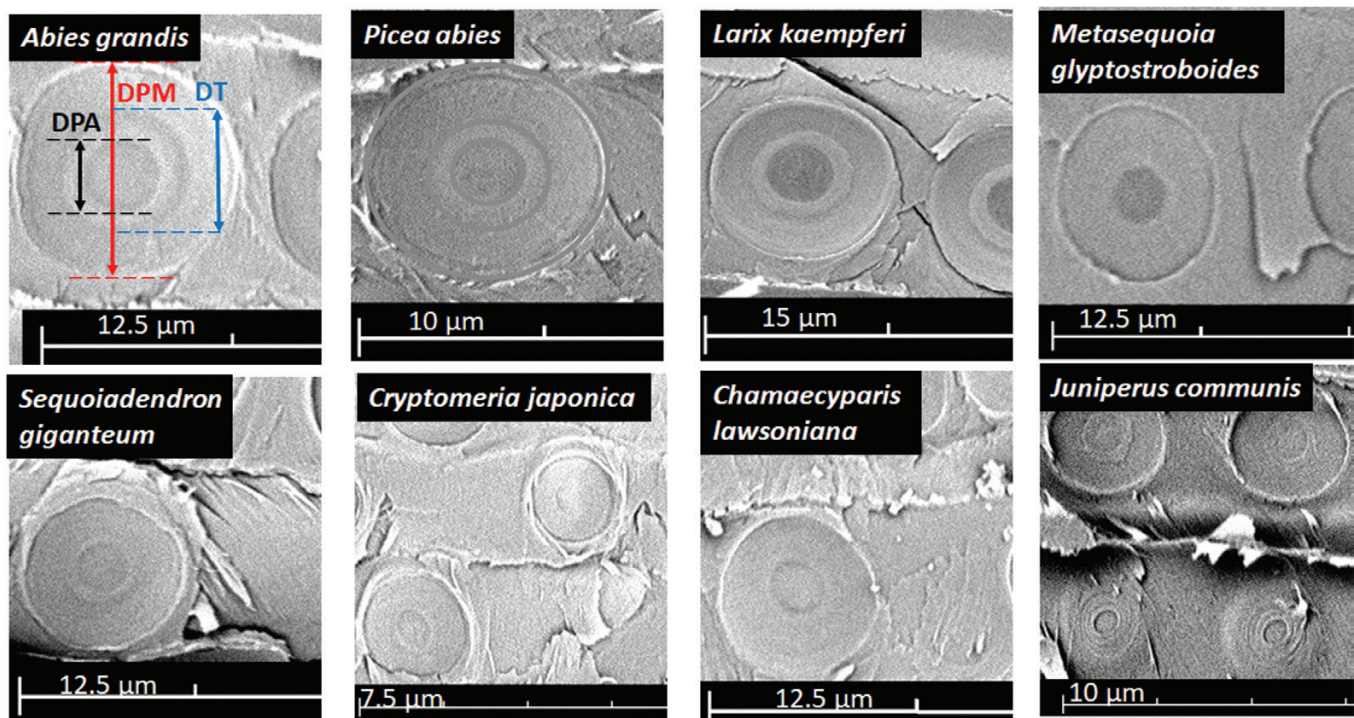 Abies grandis
DPM
DT
DPA
12.5 µm
Picea abies
10 µm
Larix kaempferi
15 µm
Metasequoia
glyptostroboides
12.5 µm
Sequoiadendron
giganteum
12.5 µm
Cryptomeria japonica
7.5 µm
Chamaecyparis
lawsoniana
12.5 µm
Juniperus communis
10 µm